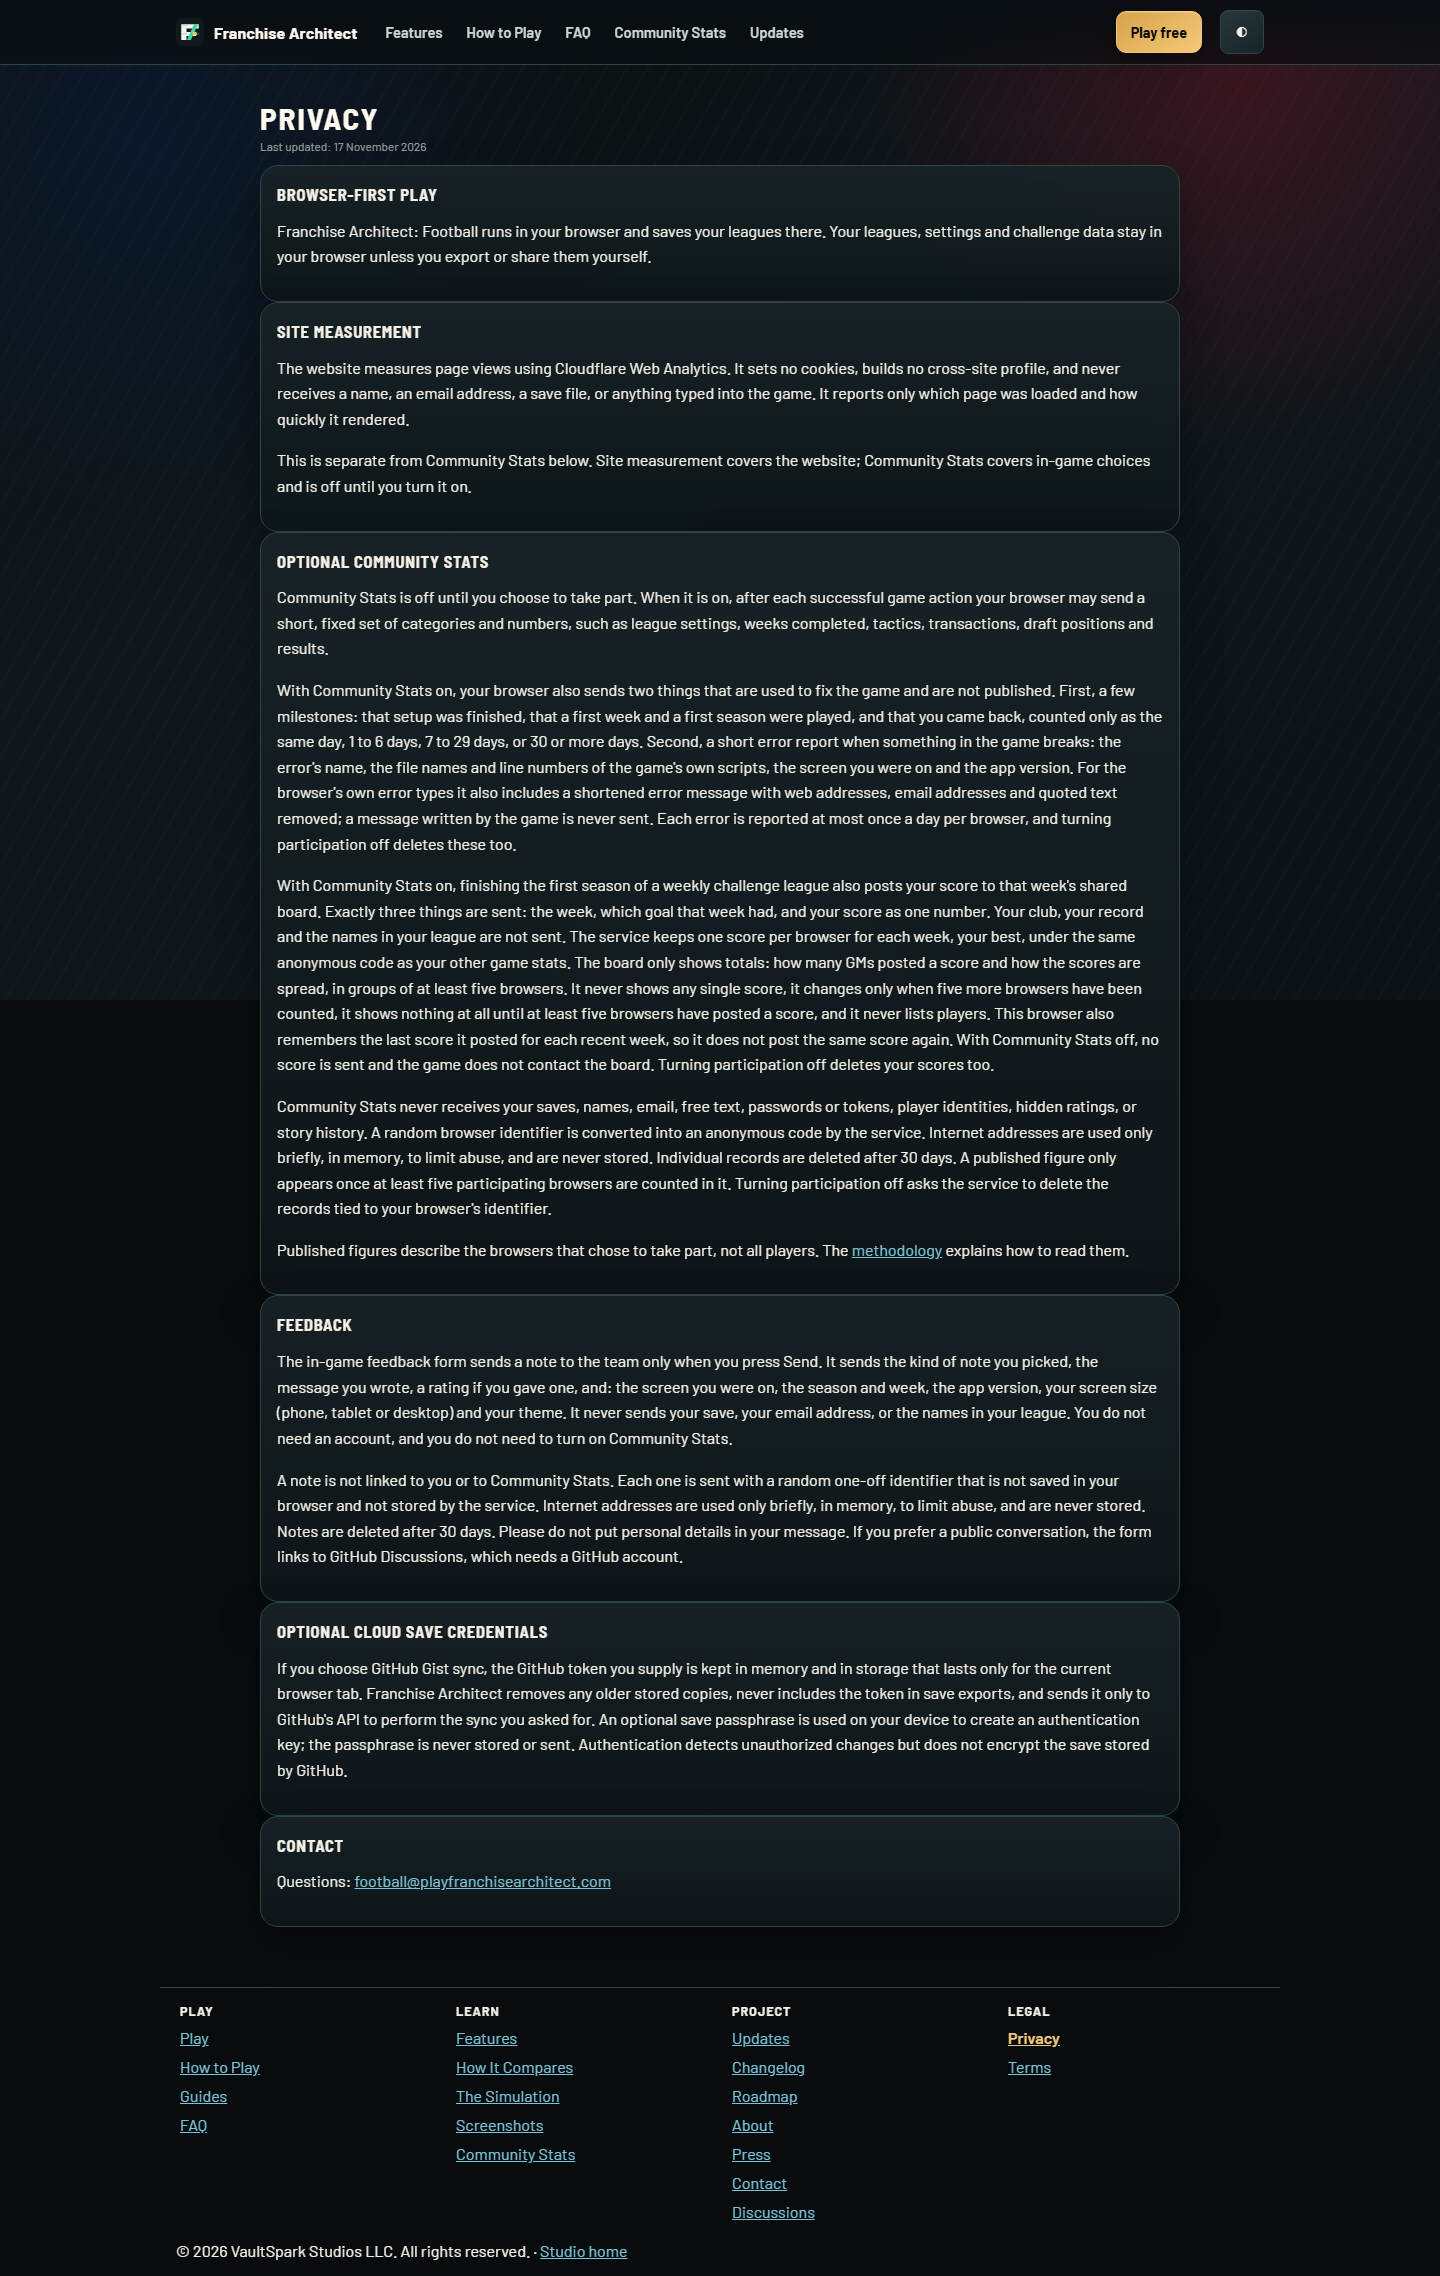 Franchise Architect
Features
How to Play
FAQ
Community Stats
Updates
Play free
PRIVACY
Last updated: 17 November 2026
BROWSER-FIRST PLAY
Franchise Architect: Football runs in your browser and saves your leagues there. Your leagues, settings and challenge data stay in
your browser unless you export or share them yourself.
SITE MEASUREMENT
The website measures page views using Cloudflare Web Analytics. It sets no cookies, builds no cross-site profile, and never
receives a name, an email address, a save file, or anything typed into the game. It reports only which page was loaded and how
quickly it rendered.
This is separate from Community Stats below. Site measurement covers the website; Community Stats covers in-game choices
and is off until you turn it on.
OPTIONAL COMMUNITY STATS
Community Stats is off until you choose to take part. When it is on, after each successful game action your browser may send a
short, fixed set of categories and numbers, such as league settings, weeks completed, tactics, transactions, draft positions and
results.
With Community Stats on, your browser also sends two things that are used to fix the game and are not published. First, a few
milestones: that setup was finished, that a first week and a first season were played, and that you came back, counted only as the
same day, 1 to 6 days, 7 to 29 days, or 30 or more days. Second, a short error report when something in the game breaks: the
error's name, the file names and line numbers of the game's own scripts, the screen you were on and the app version. For the
browser's own error types it also includes a shortened error message with web addresses, email addresses and quoted text
removed; a message written by the game is never sent. Each error is reported at most once a day per browser, and turning
participation off deletes these too.
With Community Stats on, finishing the first season of a weekly challenge league also posts your score to that week's shared
board. Exactly three things are sent: the week, which goal that week had, and your score as one number. Your club, your record
and the names in your league are not sent. The service keeps one score per browser for each week, your best, under the same
anonymous code as your other game stats. The board only shows totals: how many GMs posted a score and how the scores are
spread, in groups of at least five browsers. It never shows any single score, it changes only when five more browsers have been
counted, it shows nothing at all until at least five browsers have posted a score, and it never lists players. This browser also
remembers the last score it posted for each recent week, so it does not post the same score again. With Community Stats off, no
score is sent and the game does not contact the board. Turning participation off deletes your scores too.
Community Stats never receives your saves, names, email, free text, passwords or tokens, player identities, hidden ratings, or
story history. A random browser identifier is converted into an anonymous code by the service. Internet addresses are used only
briefly, in memory, to limit abuse, and are never stored. Individual records are deleted after 30 days. A published figure only
appears once at least five participating browsers are counted in it. Turning participation off asks the service to delete the
records tied to your browser's identifier.
Published figures describe the browsers that chose to take part, not all players. The methodology explains how to read them.
FEEDBACK
The in-game feedback form sends a note to the team only when you press Send. It sends the kind of note you picked, the
message you wrote, a rating if you gave one, and: the screen you were on, the season and week, the app version, your screen size
(phone, tablet or desktop) and your theme. It never sends your save, your email address, or the names in your league. You do not
need an account, and you do not need to turn on Community Stats.
A note is not linked to you or to Community Stats. Each one is sent with a random one-off identifier that is not saved in your
browser and not stored by the service. Internet addresses are used only briefly, in memory, to limit abuse, and are never stored.
Notes are deleted after 30 days. Please do not put personal details in your message. If you prefer a public conversation, the form
links to GitHub Discussions, which needs a GitHub account.
OPTIONAL CLOUD SAVE CREDENTIALS
If you choose GitHub Gist sync, the GitHub token you supply is kept in memory and in storage that lasts only for the current
browser tab. Franchise Architect removes any older stored copies, never includes the token in save exports, and sends it only to
GitHub's API to perform the sync you asked for. An optional save passphrase is used on your device to create an authentication
key; the passphrase is never stored or sent. Authentication detects unauthorized changes but does not encrypt the save stored
by GitHub.
CONTACT
Questions: football@playfranchisearchitect.com
PLAY
Play
How to Play
Guides
FAQ
LEARN
Features
How It Compares
The Simulation
Screenshots
Community Stats
PROJECT
Updates
Changelog
Roadmap
About
Press
Contact
Discussions
LEGAL
Privacy
Terms
© 2026 VaultSpark Studios LLC. All rights reserved. · Studio home